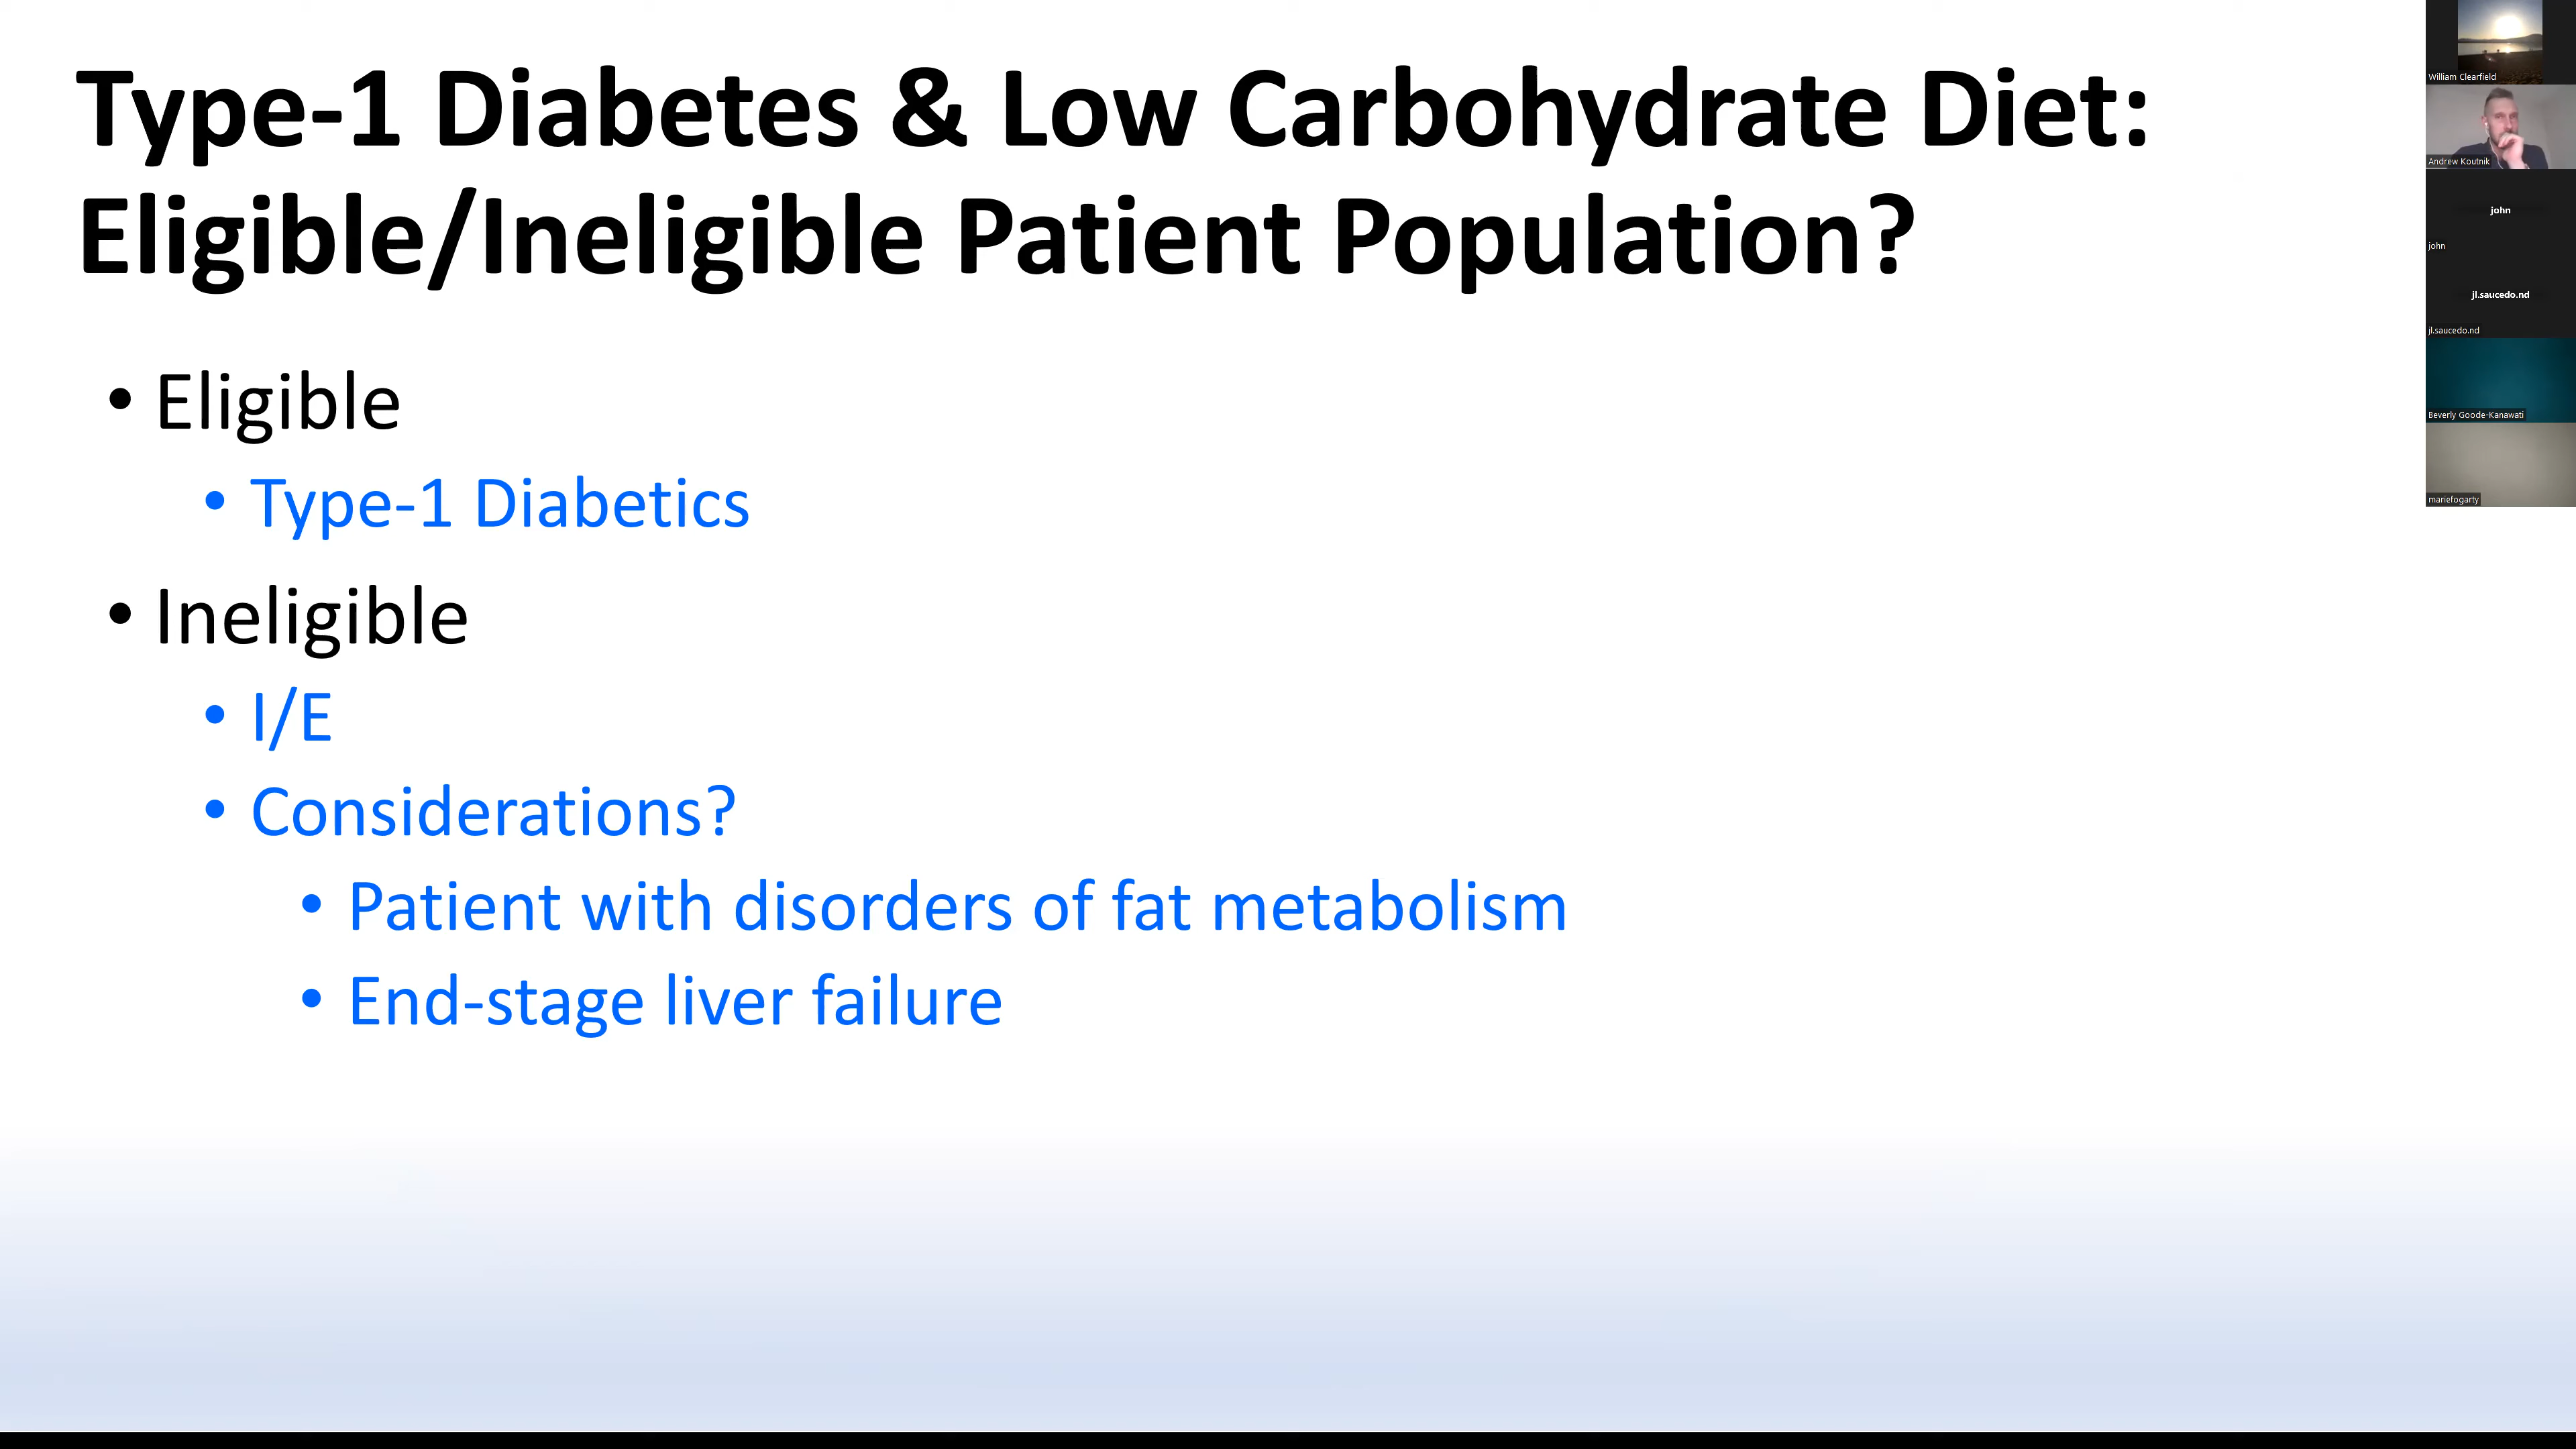 Type-1 Diabetes & Low Carbohydrate Diet:
Eligible/Ineligible Patient Population?
• Eligible
• Type-1 Diabetics
• Ineligible
• I/E
• Considerations?
• Patient with disorders of fat metabolism
• End-stage liver failure
William Clearfield
Andrew Koutnik
john
john
jl.saucedo.nd
jl.saucedo.nd
Beverly Goode-Kanawati
mariefogarty